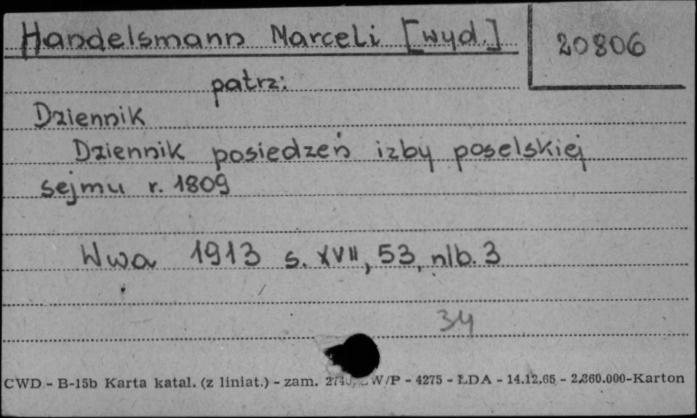 Handelsmann Marceli [wyd.]
20806
patrz:
Dziennik
Dziennik posiedzeń izby poselskiej
sejmu r. 1809
Wwa 1913 s. XVII, 53, nlb. 3
34
CWD - B-15b Karta katal. (z liniat.) - zam. W/P - 4275 - LDA - 14.12.65 - 2.860.000-Karton